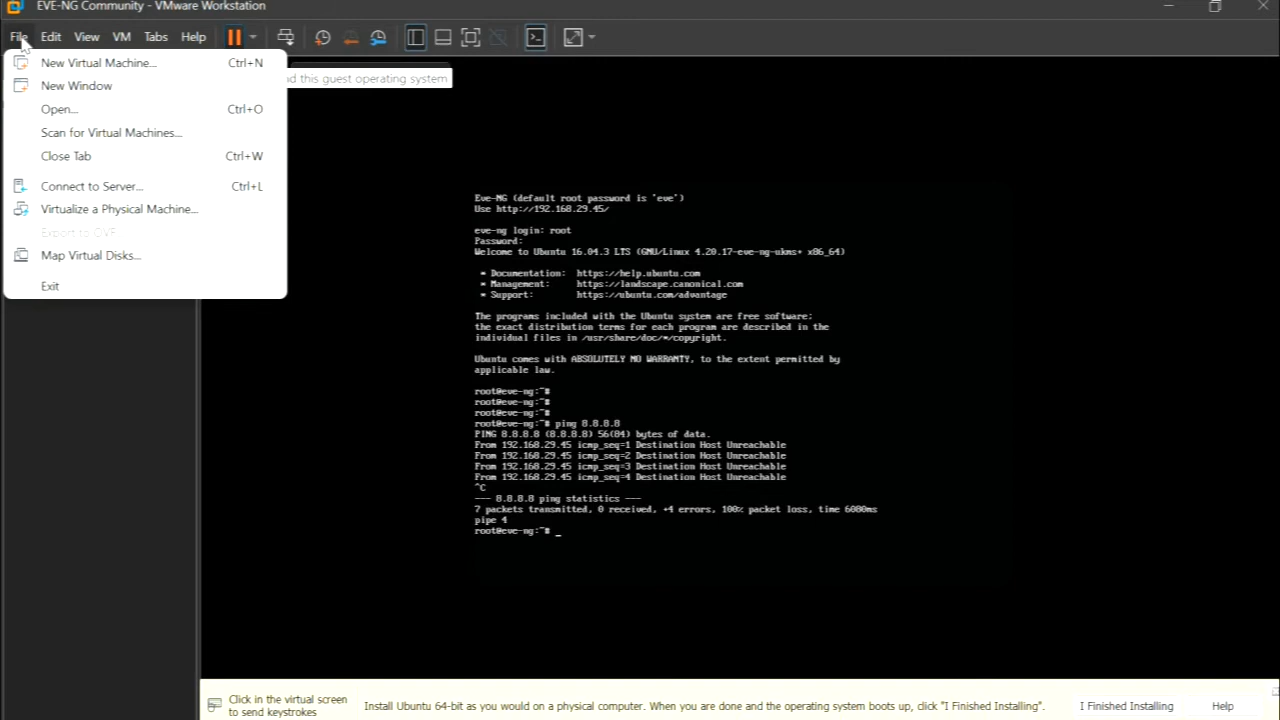 EVE-NG Community - VMware Workstation
File Edit View VM Tabs Help
New Virtual Machine... Ctrl+N
New Window
Open... Ctrl+O
Scan for Virtual Machines...
Close Tab Ctrl+W
Connect to Server... Ctrl+L
Virtualize a Physical Machine...
Export to OVF
Map Virtual Disks...
Exit
d this guest operating system
Eve-NG (default root password is 'eve')
Use http://192.168.29.45/
eve-ng login: root
Password:
Welcome to Ubuntu 16.04.3 LTS (GNU/Linux 4.20.17-eve-ng-ukms+ x86_64)
* Documentation: https://help.ubuntu.com
* Management: https://landscape.canonical.com
* Support: https://ubuntu.com/advantage
The programs included with the Ubuntu system are free software;
the exact distribution terms for each program are described in the
individual files in /usr/share/doc/*/copyright.
Ubuntu comes with ABSOLUTELY NO WARRANTY, to the extent permitted by
applicable law.
root@eve-ng:~#
root@eve-ng:~#
root@eve-ng:~#
root@eve-ng:~# ping 8.8.8.8
PING 8.8.8.8 (8.8.8.8) 56(84) bytes of data.
From 192.168.29.45 icmp_seq=1 Destination Host Unreachable
From 192.168.29.45 icmp_seq=2 Destination Host Unreachable
From 192.168.29.45 icmp_seq=3 Destination Host Unreachable
From 192.168.29.45 icmp_seq=4 Destination Host Unreachable
^C
--- 8.8.8.8 ping statistics ---
7 packets transmitted, 0 received, +4 errors, 100% packet loss, time 6080ms
pipe 4
root@eve-ng:~# _
Click in the virtual screen
to send keystrokes
Install Ubuntu 64-bit as you would on a physical computer. When you are done and the operating system boots up, click "I Finished Installing".
I Finished Installing
Help